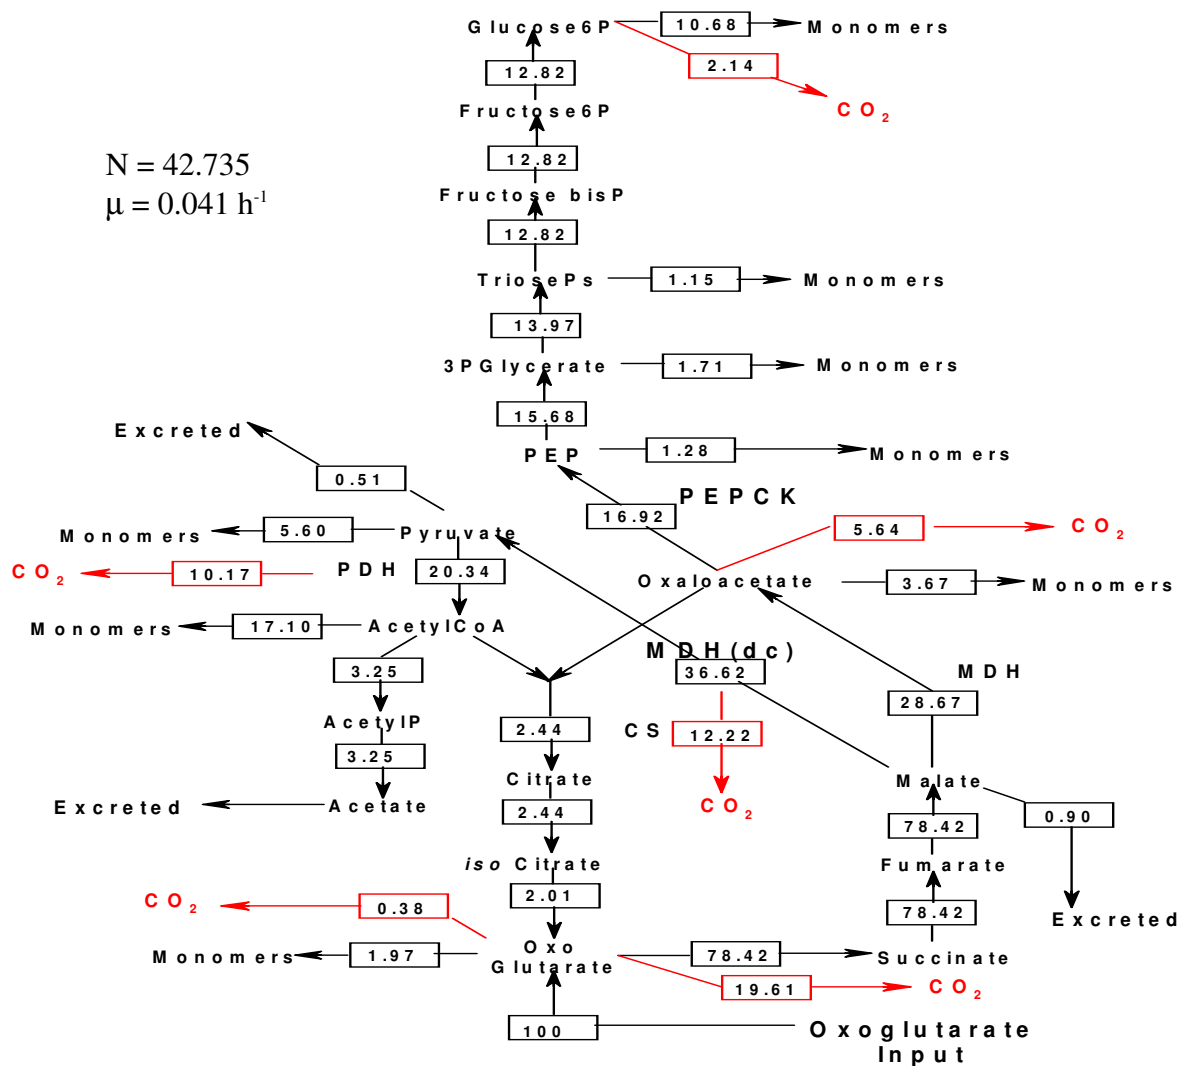 Glucose6P
10.68
Monomers
2.14
CO2
12.82
Fructose6P
N = 42.735
12.82
μ = 0.041 h-1
Fructose bisP
12.82
TriosePs
1.15
Monomers
13.97
3PGlycerate
1.71
Monomers
15.68
Excreted
PEP
1.28
Monomers
0.51
PEPCK
16.92
5.64
CO2
Monomers
5.60
Pyruvate
CO2
10.17
PDH
20.34
Oxaloacetate
3.67
Monomers
Monomers
17.10
AcetylCoA
MDH(dc)
36.62
MDH
3.25
28.67
AcetylP
2.44
CS
12.22
3.25
Citrate
Malate
Excreted
Acetate
2.44
CO2
0.90
78.42
iso Citrate
Fumarate
CO2
0.38
2.01
78.42
Excreted
Monomers
1.97
Oxo
Glutarate
78.42
Succinate
19.61
CO2
100
Oxoglutarate
Input